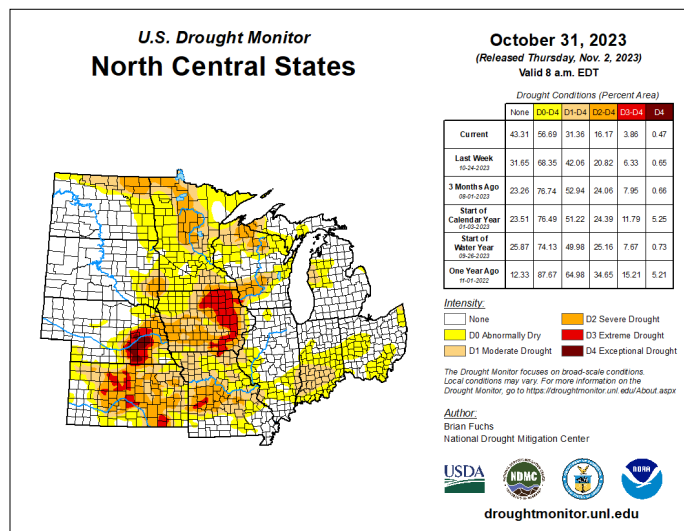 U.S. Drought Monitor
North Central States
October 31, 2023
(Released Thursday, Nov. 2, 2023)
Valid 8 a.m. EDT
Drought Conditions (Percent Area)
None D0-D4 D1-D4 D2-D4 D3-D4 D4
Current 43.31 56.69 31.36 16.17 3.86 0.47
Last Week
10-24-2023 31.65 68.35 42.06 20.82 6.33 0.65
3 Months Ago
08-01-2023 23.26 76.74 52.94 24.06 7.95 0.66
Start of
Calendar Year
01-03-2023 23.51 76.49 51.22 24.39 11.79 5.25
Start of
Water Year
09-26-2023 25.87 74.13 49.98 25.16 7.67 0.73
One Year Ago
11-01-2022 12.33 87.67 64.98 34.65 15.21 5.21
Intensity:
None
D0 Abnormally Dry
D1 Moderate Drought
D2 Severe Drought
D3 Extreme Drought
D4 Exceptional Drought
The Drought Monitor focuses on broad-scale conditions.
Local conditions may vary. For more information on the
Drought Monitor, go to https://droughtmonitor.unl.edu/About.aspx
Author:
Brian Fuchs
National Drought Mitigation Center
USDA
NDMC
NOAA
droughtmonitor.unl.edu